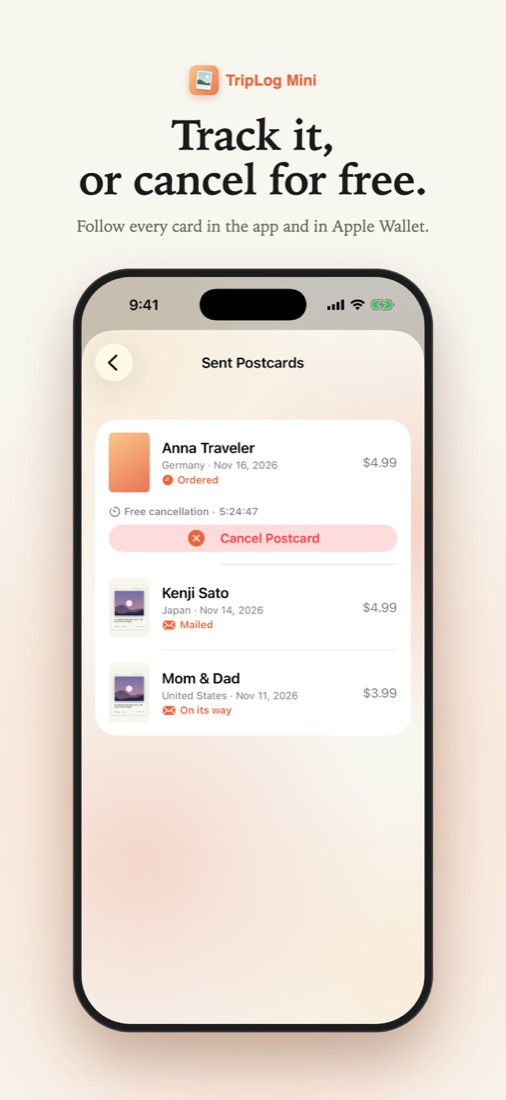 TripLog Mini
Track it,
or cancel for free.
Follow every card in the app and in Apple Wallet.
9:41
Sent Postcards
Anna Traveler
Germany · Nov 16, 2026
$4.99
Ordered
Free cancellation · 5:24:47
Cancel Postcard
Kenji Sato
Japan · Nov 14, 2026
$4.99
Mailed
Mom & Dad
United States · Nov 11, 2026
$3.99
On its way